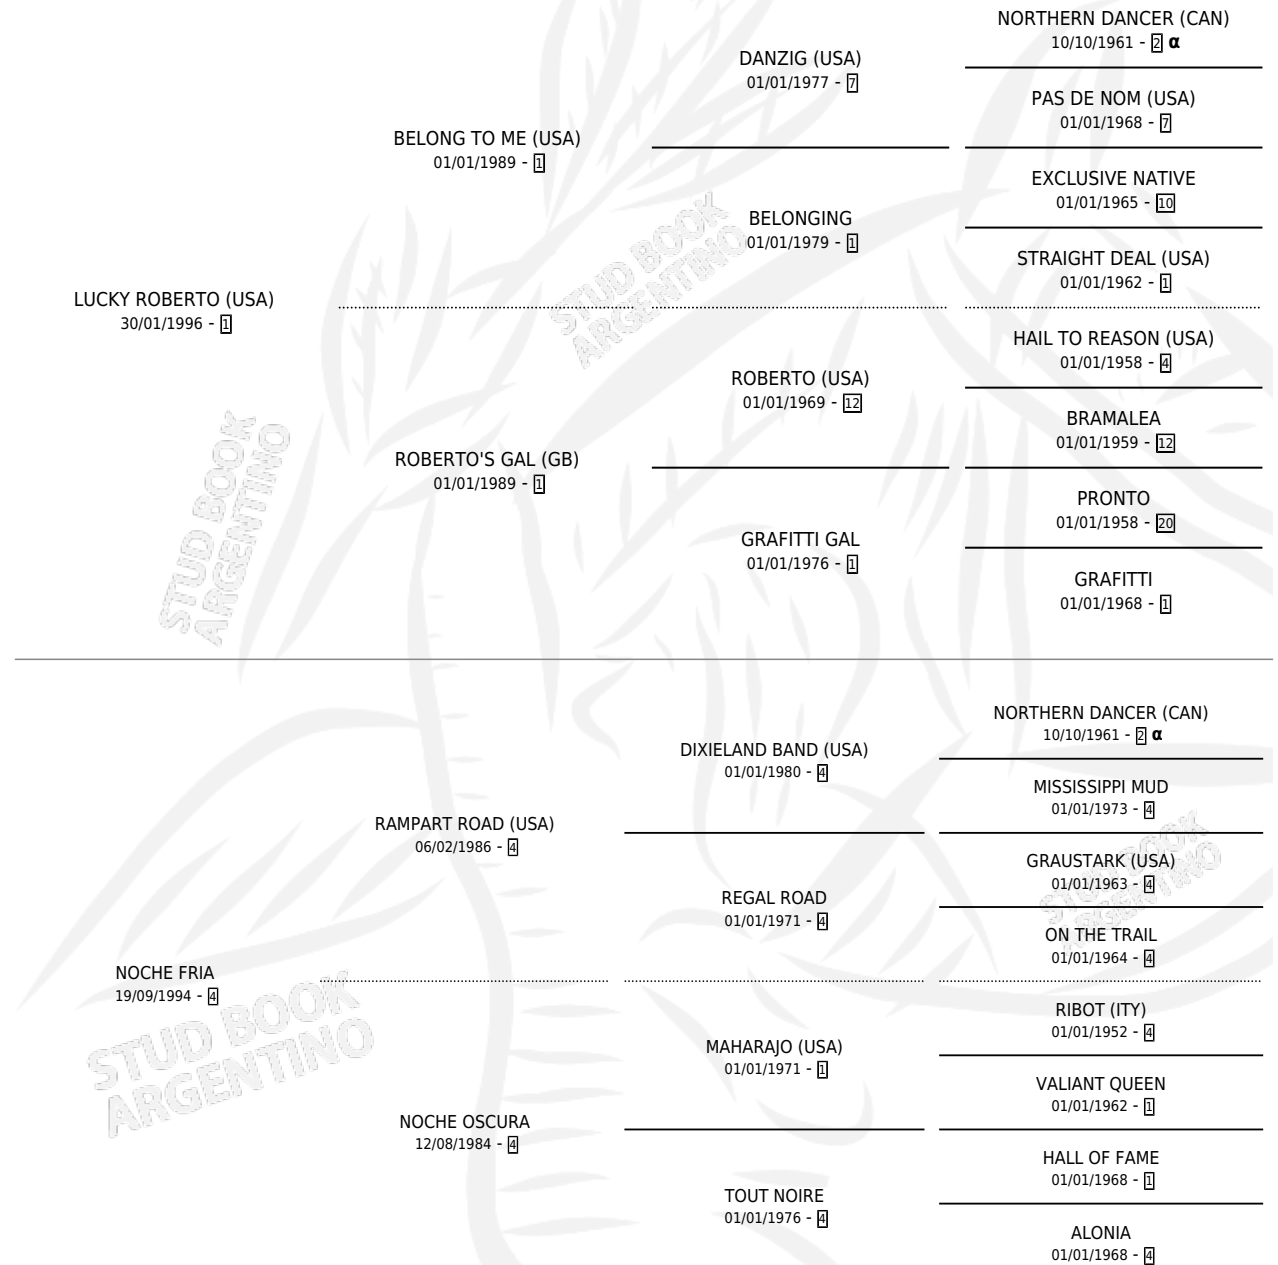 NORTHERN DANCER (CAN)
10/10/1961 - 2 α
DANZIG (USA)
01/01/1977 - 7
PAS DE NOM (USA)
01/01/1968 - 7
BELONG TO ME (USA)
01/01/1989 - 1
EXCLUSIVE NATIVE
01/01/1965 - 10
BELONGING
01/01/1979 - 1
STRAIGHT DEAL (USA)
01/01/1962 - 1
LUCKY ROBERTO (USA)
30/01/1996 - 1
HAIL TO REASON (USA)
01/01/1958 - 4
ROBERTO (USA)
01/01/1969 - 12
BRAMALEA
01/01/1959 - 12
ROBERTO'S GAL (GB)
01/01/1989 - 1
PRONTO
01/01/1958 - 20
GRAFITTI GAL
01/01/1976 - 1
GRAFITTI
01/01/1968 - 1
NORTHERN DANCER (CAN)
10/10/1961 - 2 α
DIXIELAND BAND (USA)
01/01/1980 - 4
MISSISSIPPI MUD
01/01/1973 - 4
RAMPART ROAD (USA)
06/02/1986 - 4
GRAUSTARK (USA)
01/01/1963 - 4
REGAL ROAD
01/01/1971 - 4
ON THE TRAIL
01/01/1964 - 4
NOCHE FRIA
19/09/1994 - 4
RIBOT (ITY)
01/01/1952 - 4
MAHARAJO (USA)
01/01/1971 - 1
VALIANT QUEEN
01/01/1962 - 1
NOCHE OSCURA
12/08/1984 - 4
HALL OF FAME
01/01/1968 - 1
TOUT NOIRE
01/01/1976 - 4
ALONIA
01/01/1968 - 4
STUD BOOK
ARGENTINO
STUD BOOK
ARGENTINO
STUD BOOK
ARGENTINO
STUD BOOK
ARGENTINO